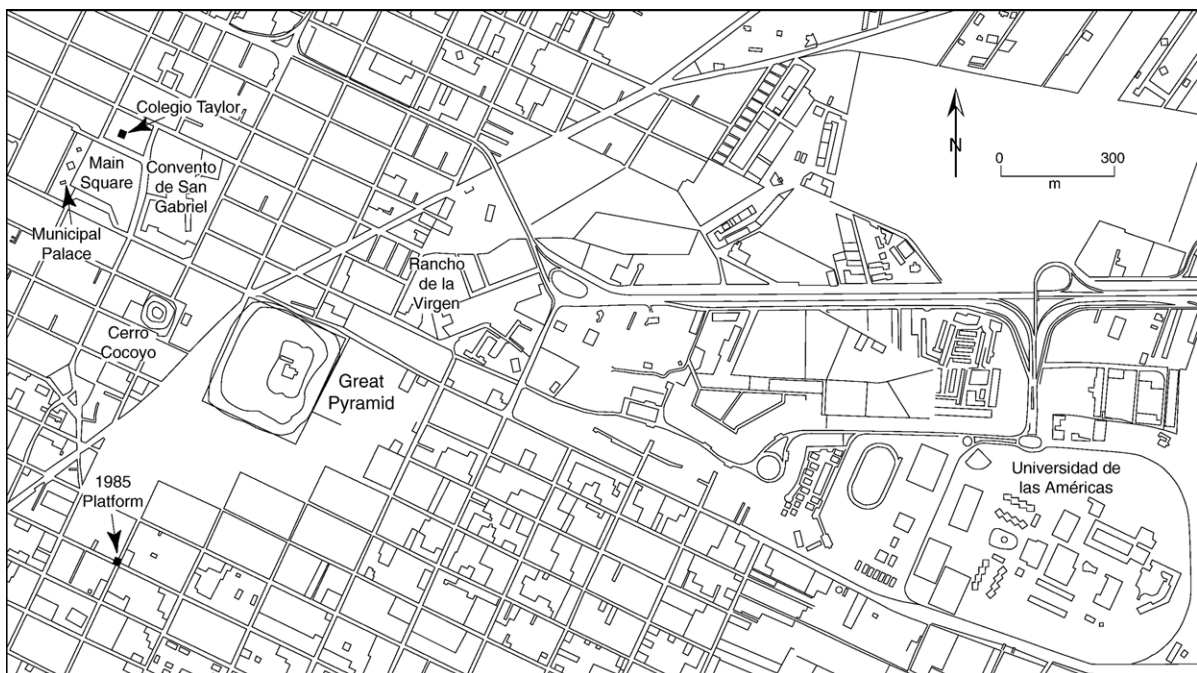 Colegio Taylor
Main
Square
Convento
de San
Gabriel
Municipal
Palace
N
0
300
m
Rancho
de la
Virgen
Cerro
Cocoyo
Great
Pyramid
1985
Platform
Universidad de
las Américas